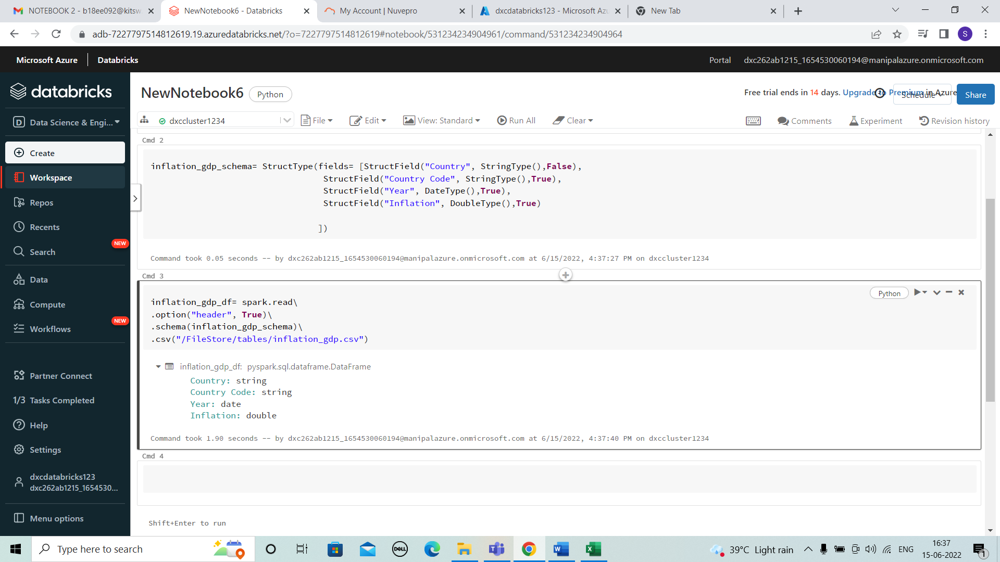 NOTEBOOK 2 - b18ee092@kitsw
NewNotebook6 - Databricks
My Account | Nuvepro
dxcdatabricks123 - Microsoft Azu
New Tab
adb-7227797514812619.19.azuredatabricks.net/?o=7227797514812619#notebook/531234234904961/command/531234234904964
S
Microsoft Azure
Databricks
Portal
dxc262ab1215_1654530060194@manipalazure.onmicrosoft.com
databricks
D Data Science & Engi...
Create
Workspace
Repos
Recents
NEW
Search
Data
Compute
NEW
Workflows
Partner Connect
1/3 Tasks Completed
Help
Settings
dxcdatabricks123
dxc262ab1215_1654530...
Menu options
NewNotebook6
Python
Free trial ends in 14 days. Upgrade to Premium in Azure
Schedule
Share
dxccluster1234
File
Edit
View: Standard
Run All
Clear
Comments
Experiment
Revision history
Cmd 2
inflation_gdp_schema= StructType(fields= [StructField("Country", StringType(),False),
StructField("Country Code", StringType(),True),
StructField("Year", DateType(),True),
StructField("Inflation", DoubleType(),True)
])
Command took 0.05 seconds -- by dxc262ab1215_1654530060194@manipalazure.onmicrosoft.com at 6/15/2022, 4:37:27 PM on dxccluster1234
Cmd 3
Python
inflation_gdp_df= spark.read\
.option("header", True)\
.schema(inflation_gdp_schema)\
.csv("/FileStore/tables/inflation_gdp.csv")
inflation_gdp_df: pyspark.sql.dataframe.DataFrame
Country: string
Country Code: string
Year: date
Inflation: double
Command took 1.90 seconds -- by dxc262ab1215_1654530060194@manipalazure.onmicrosoft.com at 6/15/2022, 4:37:40 PM on dxccluster1234
Cmd 4
Shift+Enter to run
Type here to search
DELL
W
X
39°C Light rain
ENG
16:37
15-06-2022
1